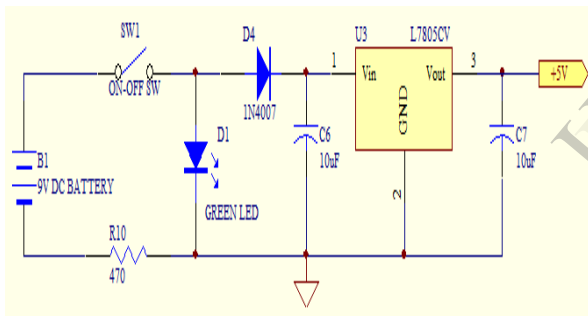 SW1
D4
U3
L7805CV
1
3
Vin
Vout
+5V
ON-OFF SW
1N4007
GND
D1
C6
C7
B1
10uF
10uF
9V DC BATTERY
2
GREEN LED
R10
470